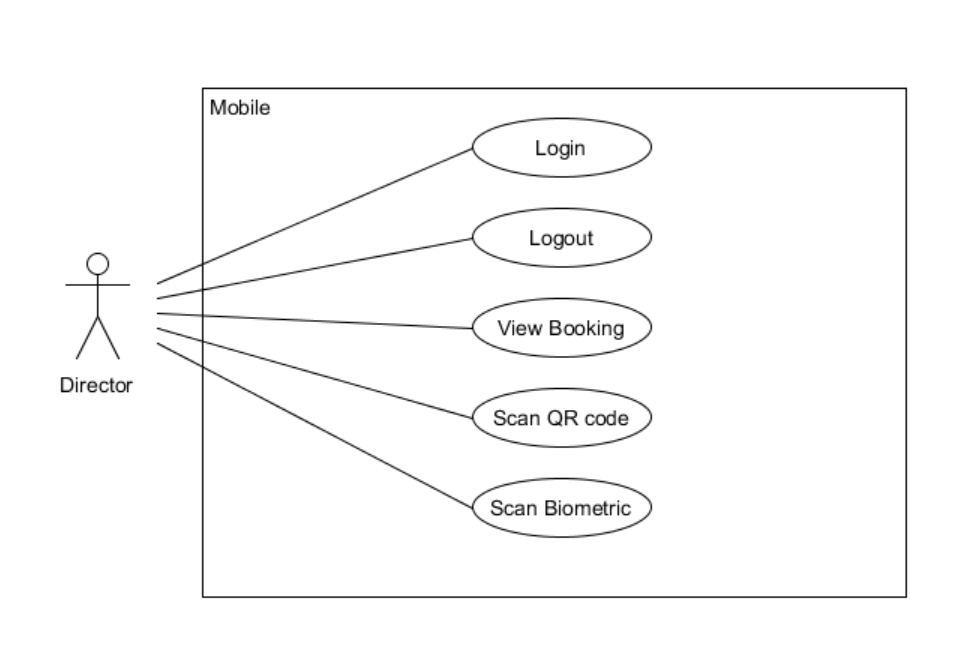 Mobile
Login
Logout
View Booking
Scan QR code
Scan Biometric
Director